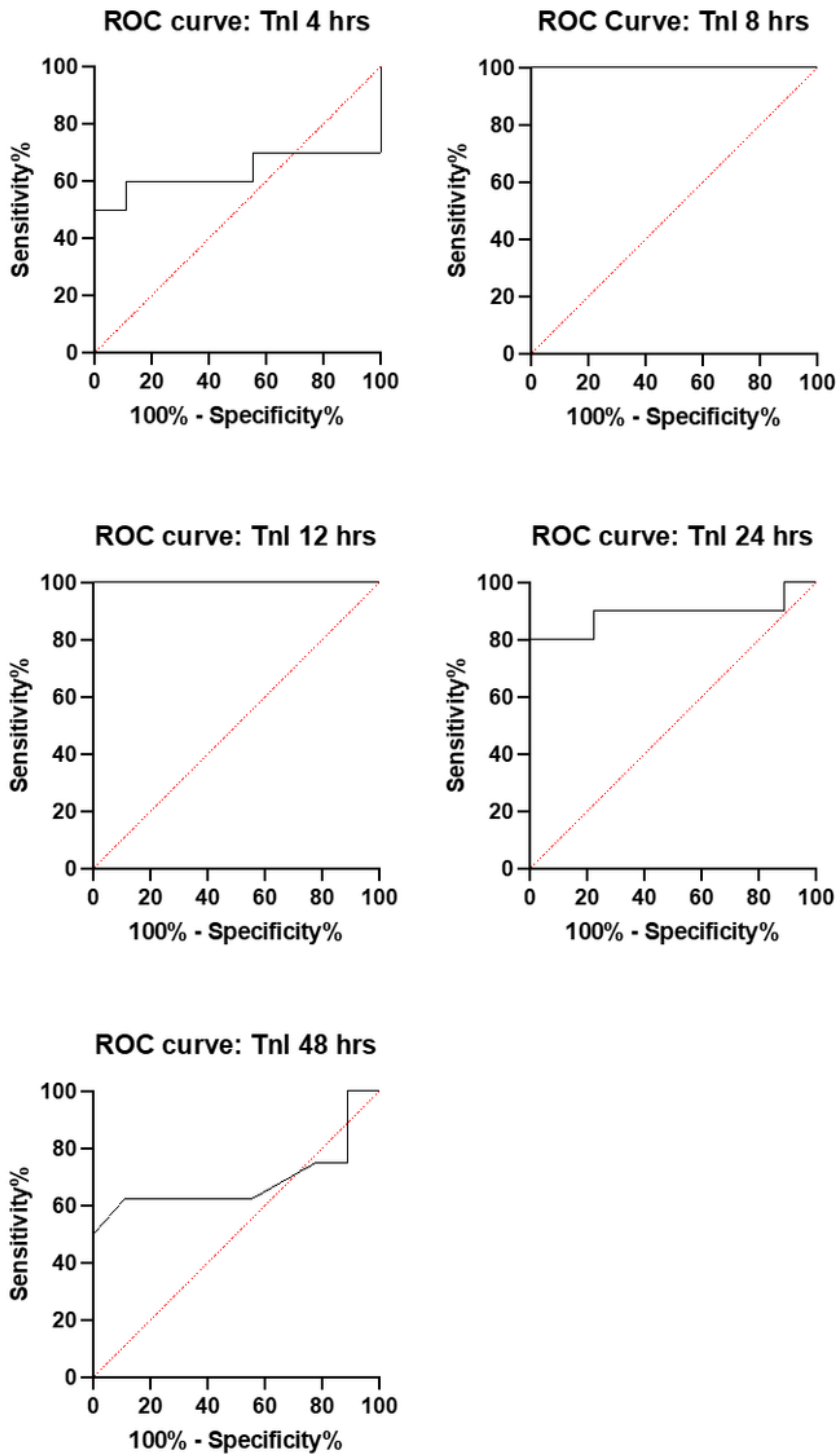 ROC curve: TnI 4 hrs
100
80
60
40
20
0
Sensitivity%
0 20 40 60 80 100
100% - Specificity%
ROC Curve: TnI 8 hrs
100
80
60
40
20
0
Sensitivity%
0 20 40 60 80 100
100% - Specificity%
ROC curve: TnI 12 hrs
100
80
60
40
20
0
Sensitivity%
0 20 40 60 80 100
100% - Specificity%
ROC curve: TnI 24 hrs
100
80
60
40
20
0
Sensitivity%
0 20 40 60 80 100
100% - Specificity%
ROC curve: TnI 48 hrs
100
80
60
40
20
0
Sensitivity%
0 20 40 60 80 100
100% - Specificity%